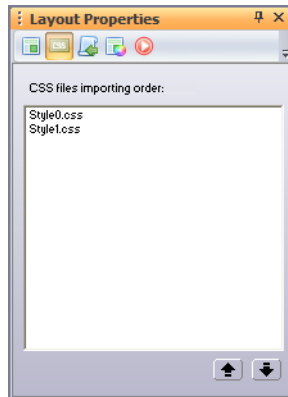 Layout Properties
CSS
CSS files importing order:
Style0.css
Style1.css